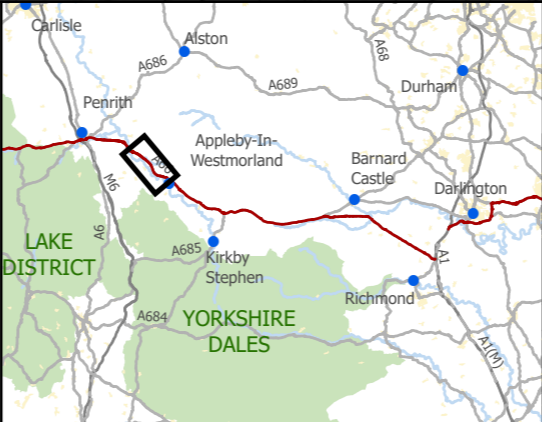 Carlisle
Alston
A686
A68
A689
Durham
Penrith
Appleby-In-
Westmorland
A66
Barnard
Castle
Darlington
M6
A6
LAKE
DISTRICT
A685
Kirkby
Stephen
A1
Richmond
A684
YORKSHIRE
DALES
A1(M)